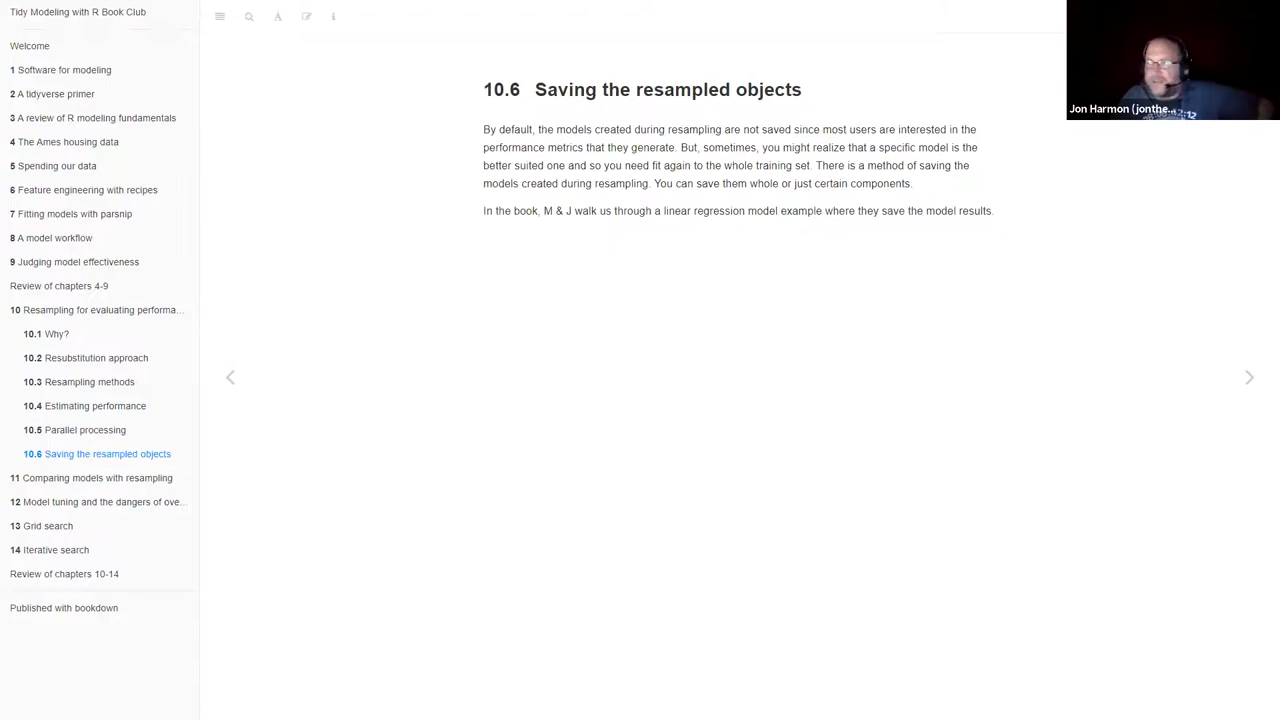 Tidy Modeling with R Book Club
Welcome
1 Software for modeling
2 A tidyverse primer
3 A review of R modeling fundamentals
4 The Ames housing data
5 Spending our data
6 Feature engineering with recipes
7 Fitting models with parsnip
8 A model workflow
9 Judging model effectiveness
Review of chapters 4-9
10 Resampling for evaluating performa...
10.1 Why?
10.2 Resubstitution approach
10.3 Resampling methods
10.4 Estimating performance
10.5 Parallel processing
10.6 Saving the resampled objects
11 Comparing models with resampling
12 Model tuning and the dangers of ove...
13 Grid search
14 Iterative search
Review of chapters 10-14
Published with bookdown
10.6 Saving the resampled objects
By default, the models created during resampling are not saved since most users are interested in the
performance metrics that they generate. But, sometimes, you might realize that a specific model is the
better suited one and so you need fit again to the whole training set. There is a method of saving the
models created during resampling. You can save them whole or just certain components.
In the book, M & J walk us through a linear regression model example where they save the model results.
Jon Harmon (jonthe...